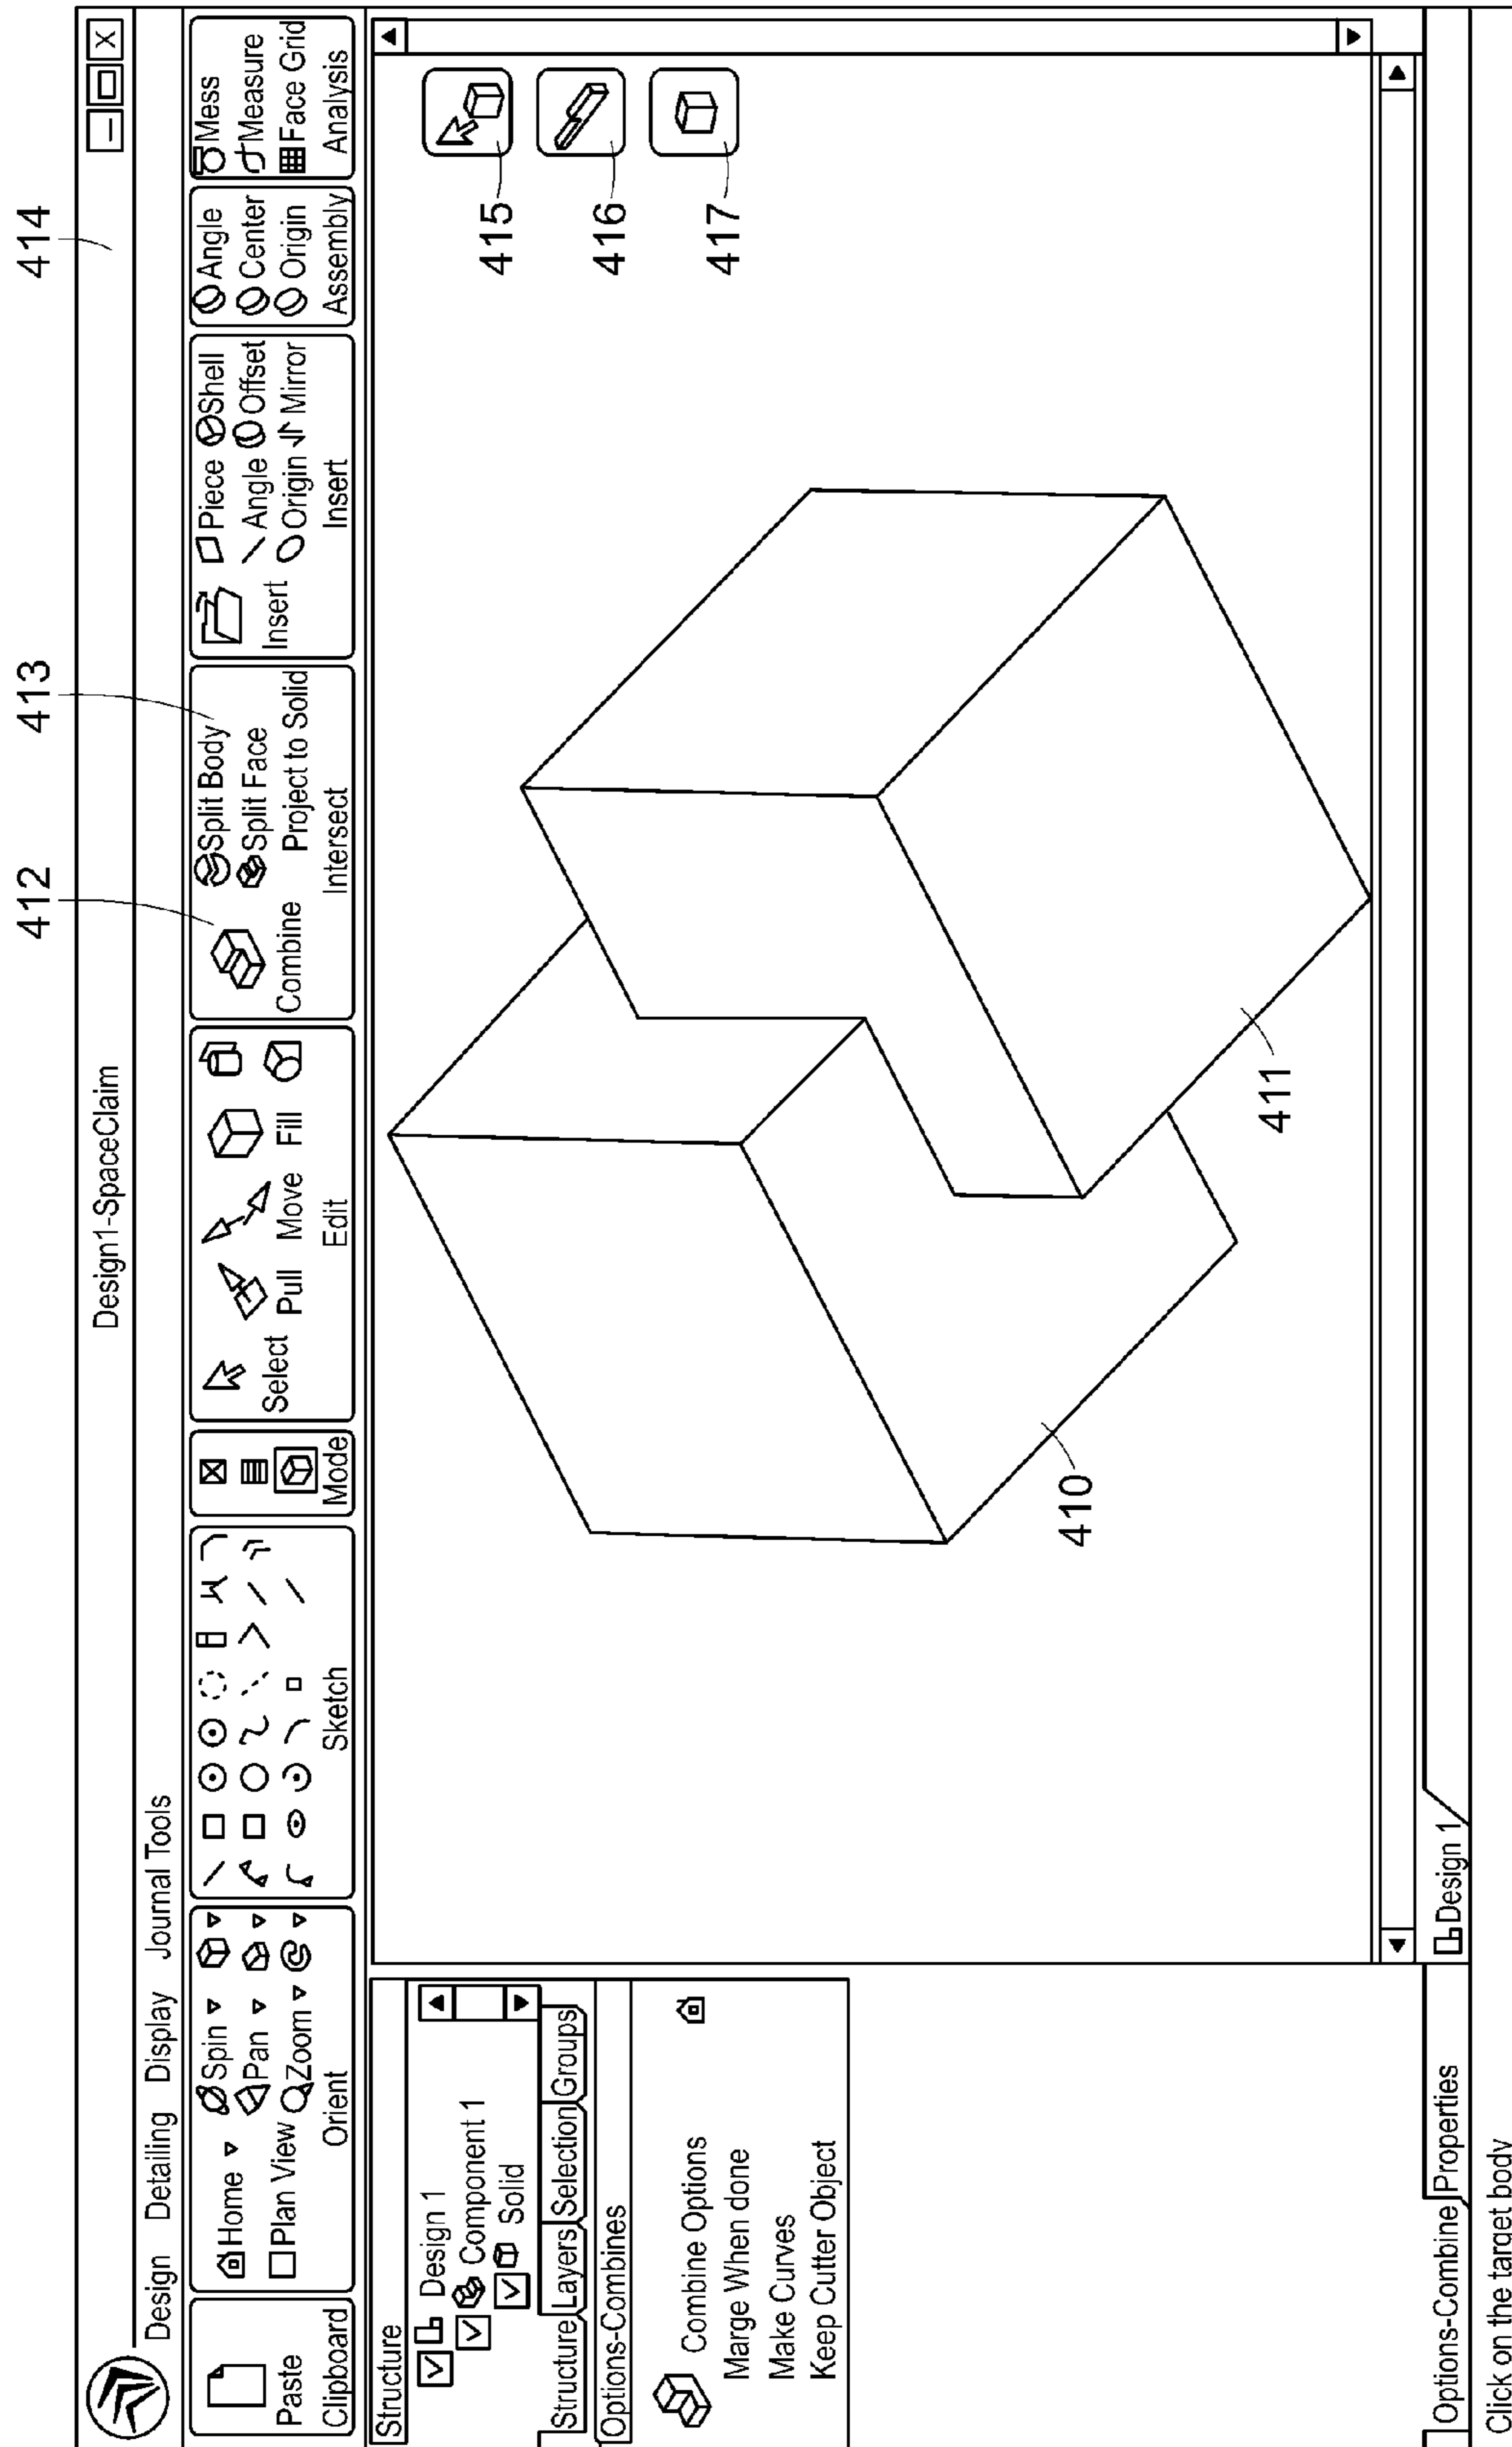 412
413
414
Design1-SpaceClaim
X
Design Detailing Display Journal Tools
Paste
Clipboard
Home
Plan View
Spin
Pan
Zoom
Orient
Sketch
Mode
Select Pull Move Fill
Edit
Combine
Split Body
Split Face
Project to Solid
Intersect
Insert
Piece Shell
Angle Offset
Origin Mirror
Insert
Angle
Center
Origin
Assembly
Mess
Measure
Face Grid
Analysis
Structure
Design 1
Component 1
Solid
Structure Layers Selection Groups
Options-Combines
Combine Options
Marge When done
Make Curves
Keep Cutter Object
415
416
417
410
411
Options-Combine Properties
Design 1
Click on the target body